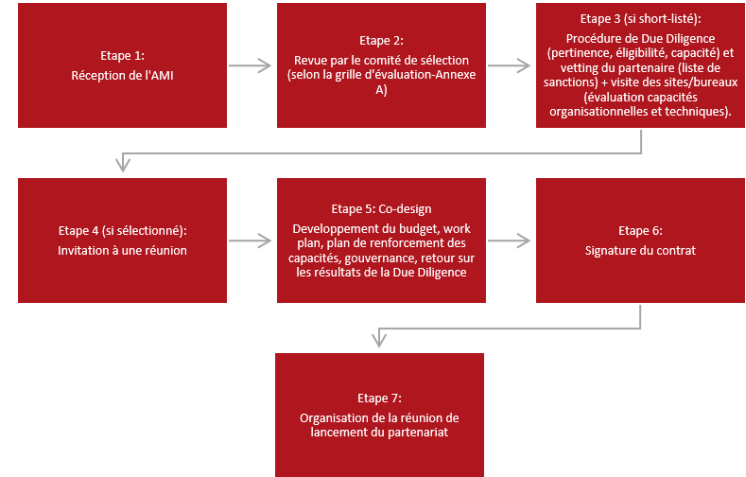 Etape 1:
Réception de l'AMI
Etape 2:
Revue par le comité de sélection
(selon la grille d'évaluation-Annexe
A)
Etape 3 (si short-listé):
Procédure de Due Diligence
(pertinence, éligibilité, capacité) et
vetting du partenaire (liste de
sanctions) + visite des sites/bureaux
(évaluation capacités
organisationnelles et techniques).
Etape 4 (si sélectionné):
Invitation à une réunion
Etape 5: Co-design
Developpement du budget, work
plan, plan de renforcement des
capacités, gouvernance, retour sur
les résultats de la Due Diligence
Etape 6:
Signature du contrat
Etape 7:
Organisation de la réunion de
lancement du partenariat